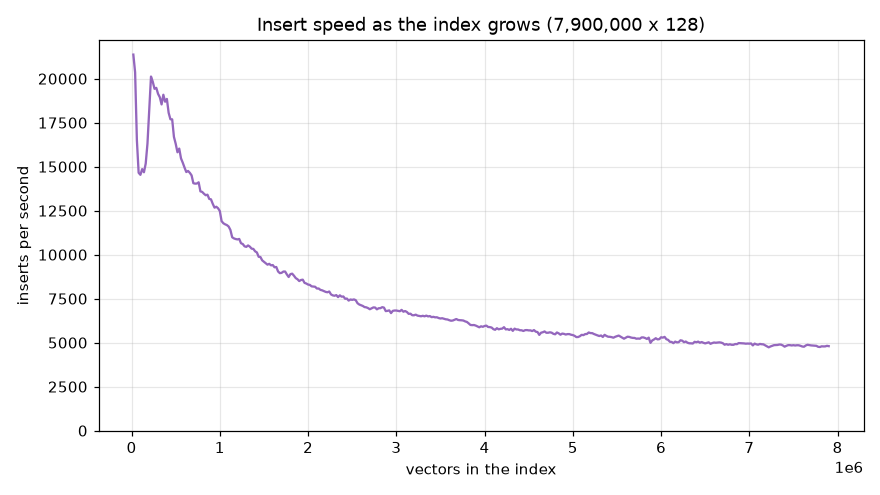 Insert speed as the index grows (7,900,000 x 128)
inserts per second
20000
17500
15000
12500
10000
7500
5000
2500
0
0 1 2 3 4 5 6 7 8
1e6
vectors in the index